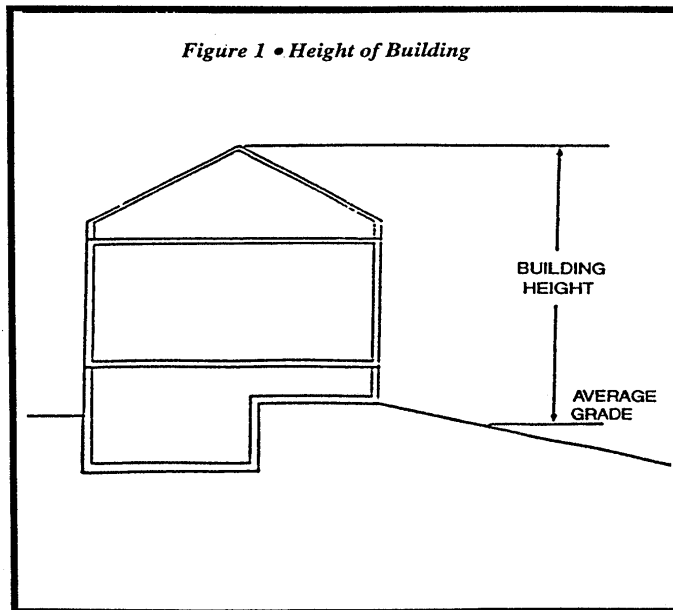 Figure 1 • Height of Building
BUILDING
HEIGHT
AVERAGE
GRADE